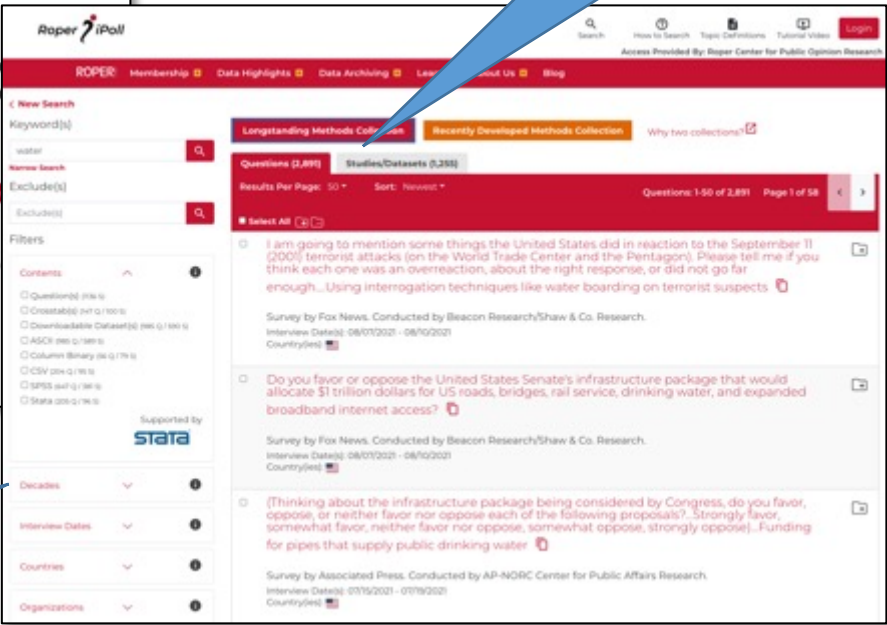 Roper iPoll
Search
How to Search
Topic Definitions
Tutorial Video
Login
Access Provided By: Roper Center for Public Opinion Research
ROPER
Membership
Data Highlights
Data Archiving
About Us
Blog
< New Search
Keyword(s)
water
Narrow Search
Exclude(s)
Exclude(s)
Filters
Contents
Question(s)
Crosstab(s)
Downloadable Dataset(s)
ASCII
Column Binary
CSV
SPSS
Stata
Supported by
STATA
Decades
Interview Dates
Countries
Organizations
Longstanding Methods Collection
Recently Developed Methods Collection
Why two collections?
Questions (2,891)
Studies/Datasets (1,255)
Results Per Page: 50
Sort: Newest
Questions: 1-50 of 2,891
Page 1 of 58
Select All
I am going to mention some things the United States did in reaction to the September 11
(2001) terrorist attacks (on the World Trade Center and the Pentagon). Please tell me if you
think each one was an overreaction, about the right response, or did not go far
enough...Using interrogation techniques like water boarding on terrorist suspects
Survey by Fox News. Conducted by Beacon Research/Shaw & Co. Research.
Interview Date(s): 08/07/2021 - 08/10/2021
Country(ies):
Do you favor or oppose the United States Senate's infrastructure package that would
allocate $1 trillion dollars for US roads, bridges, rail service, drinking water, and expanded
broadband internet access?
Survey by Fox News. Conducted by Beacon Research/Shaw & Co. Research.
Interview Date(s): 08/07/2021 - 08/10/2021
Country(ies):
(Thinking about the infrastructure package being considered by Congress, do you favor,
oppose, or neither favor nor oppose each of the following proposals?...Strongly favor,
somewhat favor, neither favor nor oppose, somewhat oppose, strongly oppose)...Funding
for pipes that supply public drinking water
Survey by Associated Press. Conducted by AP-NORC Center for Public Affairs Research.
Interview Date(s): 07/15/2021 - 07/19/2021
Country(ies):